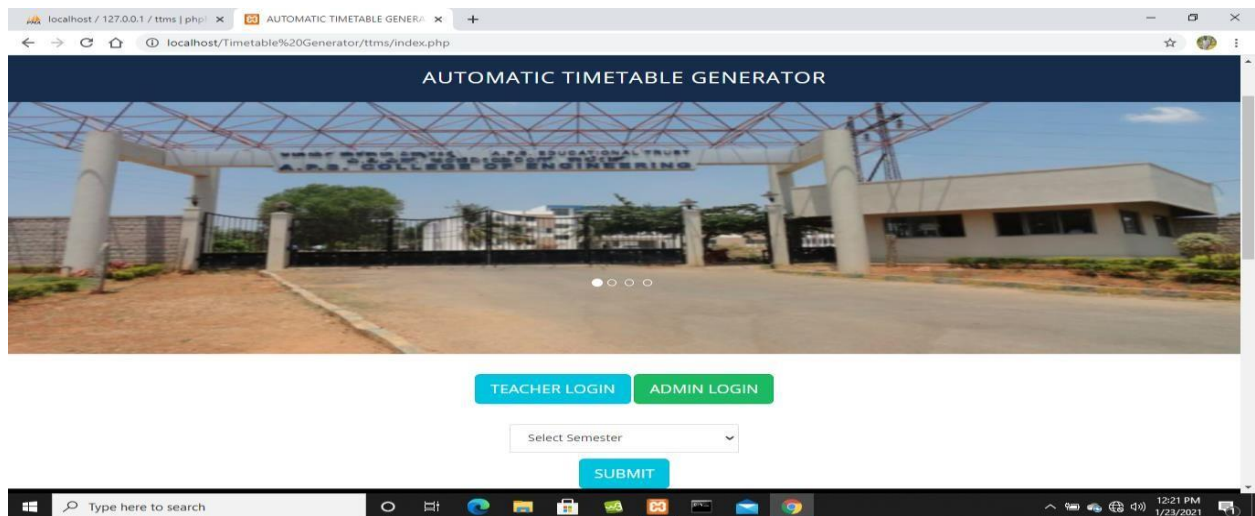 localhost / 127.0.0.1 / ttms | php
AUTOMATIC TIMETABLE GENERA
localhost/Timetable%20Generator/ttms/index.php
AUTOMATIC TIMETABLE GENERATOR
A.P.S. EDUCATIONAL TRUST
A.P.S. COLLEGE OF ENGINEERING
TEACHER LOGIN
ADMIN LOGIN
Select Semester
SUBMIT
Type here to search
12:21 PM
1/23/2021